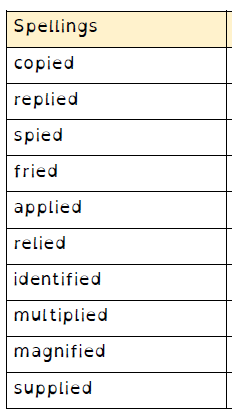 Spellings
copied
replied
spied
fried
applied
relied
identified
multiplied
magnified
supplied